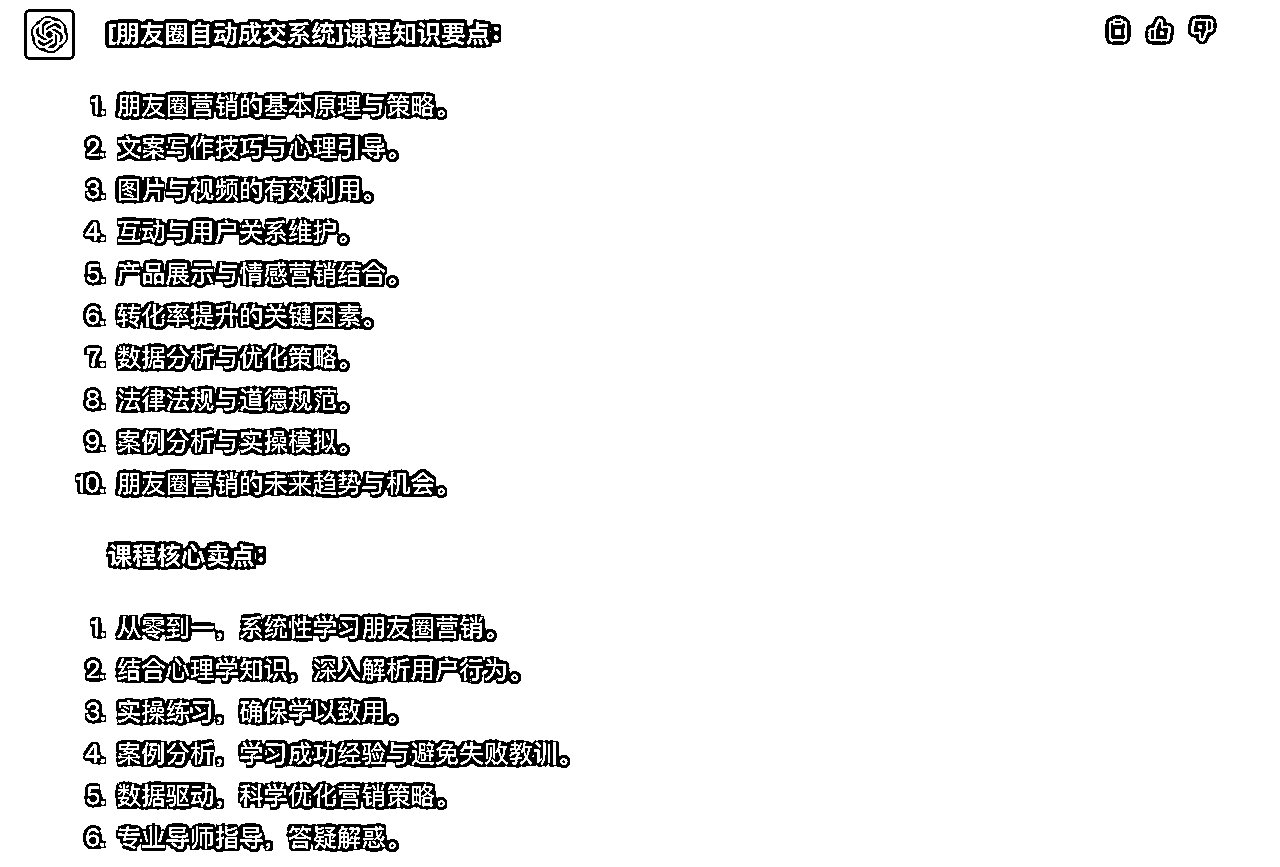 [朋友圈自动成交系统]课程知识要点:
1. 朋友圈营销的基本原理与策略。
2. 文案写作技巧与心理引导。
3. 图片与视频的有效利用。
4. 互动与用户关系维护。
5. 产品展示与情感营销结合。
6. 转化率提升的关键因素。
7. 数据分析与优化策略。
8. 法律法规与道德规范。
9. 案例分析与实操模拟。
10. 朋友圈营销的未来趋势与机会。
课程核心卖点:
1. 从零到一，系统性学习朋友圈营销。
2. 结合心理学知识，深入解析用户行为。
3. 实操练习，确保学以致用。
4. 案例分析，学习成功经验与避免失败教训。
5. 数据驱动，科学优化营销策略。
6. 专业导师指导，答疑解惑。